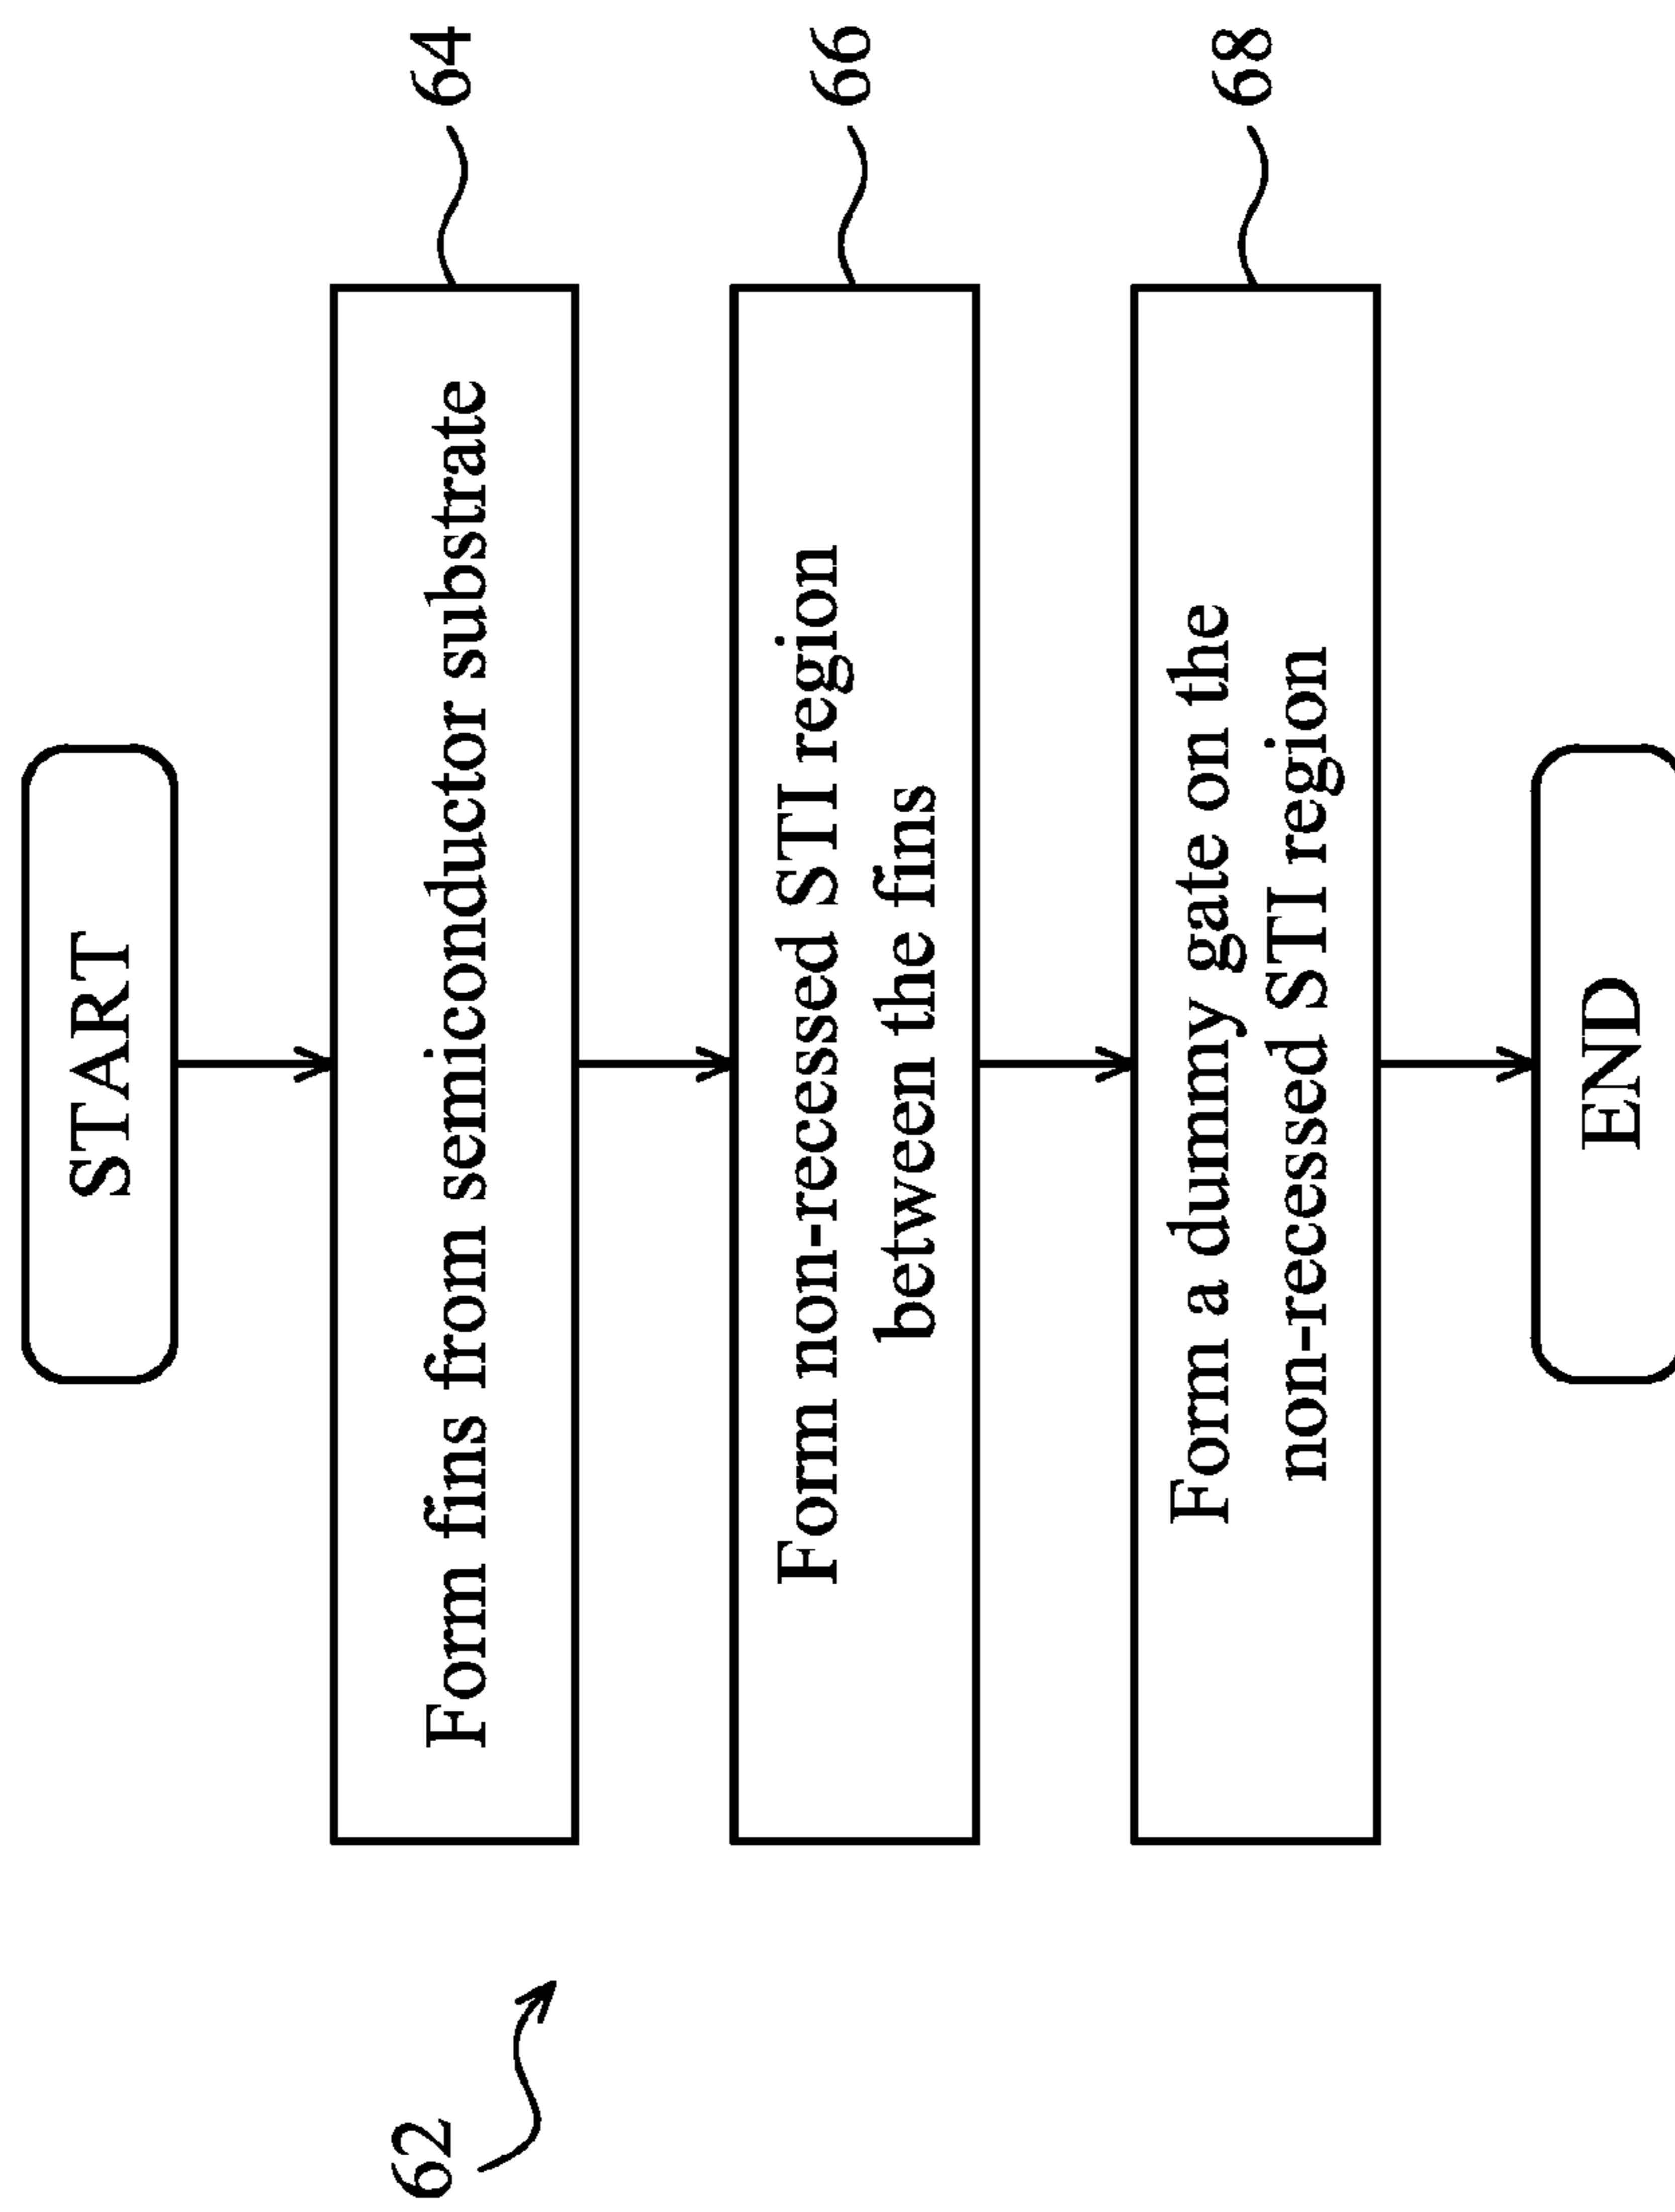 62
START
Form fins from semiconductor substrate
64
Form non-recessed STI region
between the fins
66
Form a dummy gate on the
non-recessed STI region
68
END